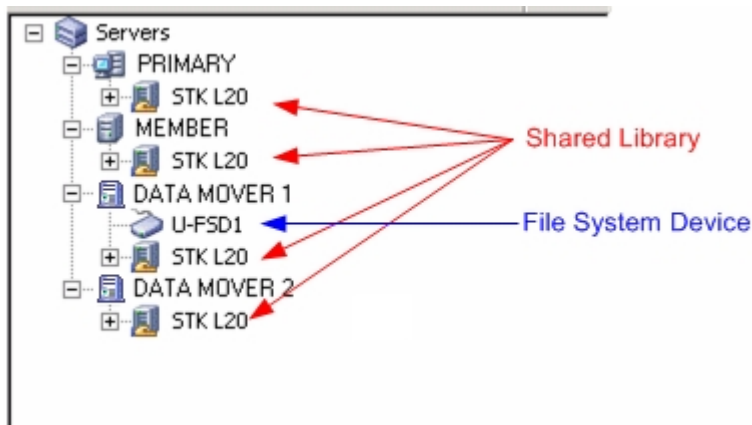 Servers
PRIMARY
STK L20
MEMBER
STK L20
DATA MOVER 1
U-FSD1
STK L20
DATA MOVER 2
STK L20
Shared Library
File System Device